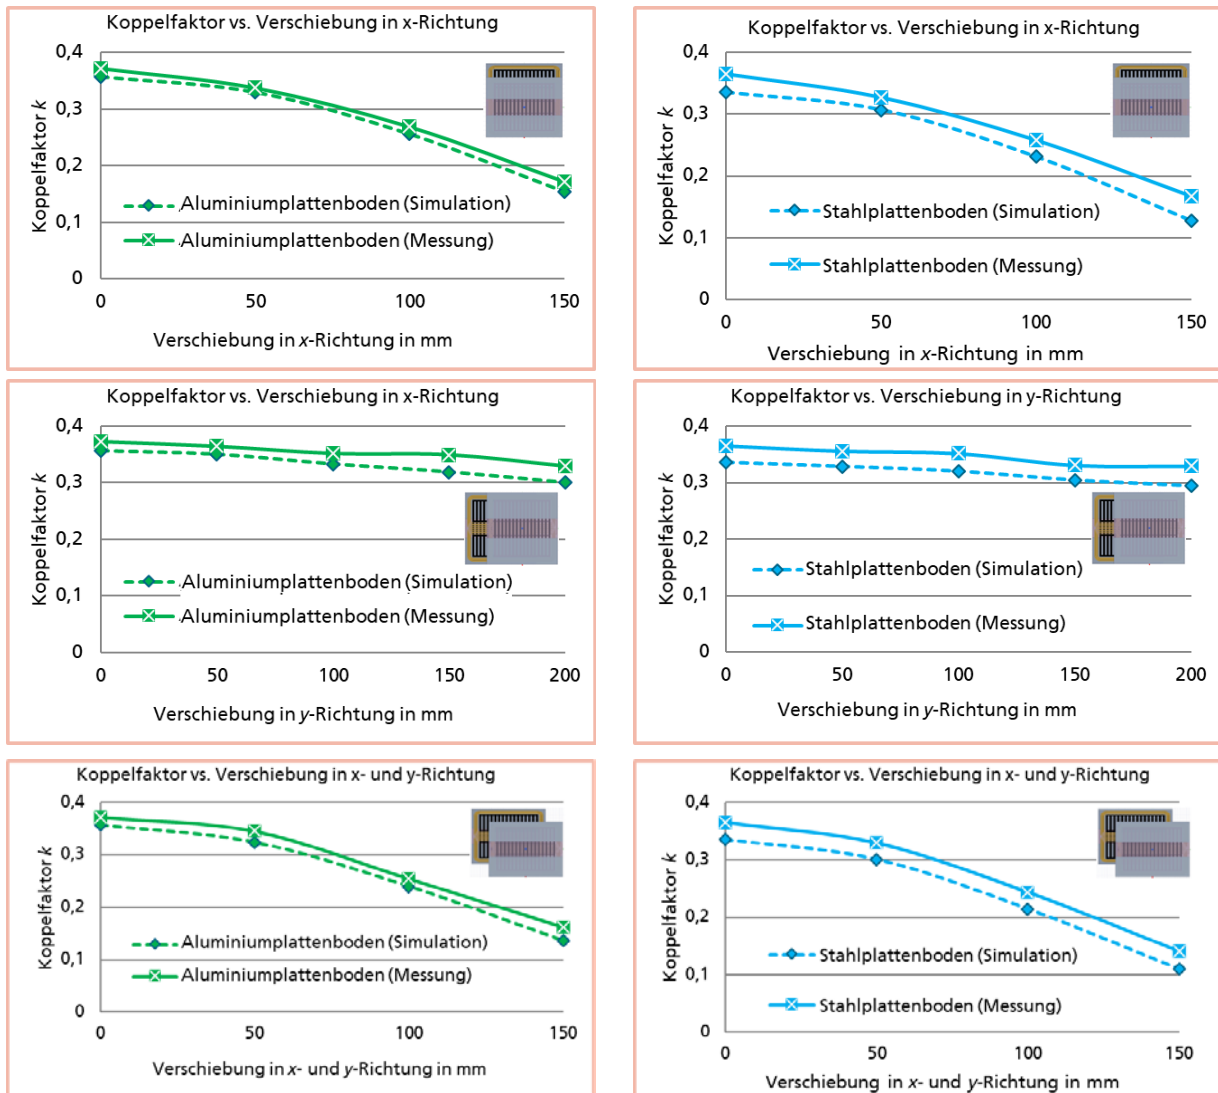 Koppelfaktor vs. Verschiebung in x-Richtung
0,4
0,3
0,2
0,1
0
Koppelfaktor k
Aluminiumplattenboden (Simulation)
Aluminiumplattenboden (Messung)
0 50 100 150
Verschiebung in x-Richtung in mm
Koppelfaktor vs. Verschiebung in x-Richtung
0,4
0,3
0,2
0,1
0
Koppelfaktor k
Stahlplattenboden (Simulation)
Stahlplattenboden (Messung)
0 50 100 150
Verschiebung in x-Richtung in mm
Koppelfaktor vs. Verschiebung in x-Richtung
0,4
0,3
0,2
0,1
0
Koppelfaktor k
Aluminiumplattenboden (Simulation)
Aluminiumplattenboden (Messung)
0 50 100 150 200
Verschiebung in y-Richtung in mm
Koppelfaktor vs. Verschiebung in y-Richtung
0,4
0,3
0,2
0,1
0
Koppelfaktor k
Stahlplattenboden (Simulation)
Stahlplattenboden (Messung)
0 50 100 150 200
Verschiebung in y-Richtung in mm
Koppelfaktor vs. Verschiebung in x- und y-Richtung
0,4
0,3
0,2
0,1
0
Koppelfaktor k
Aluminiumplattenboden (Simulation)
Aluminiumplattenboden (Messung)
0 50 100 150
Verschiebung in x- und y-Richtung in mm
Koppelfaktor vs. Verschiebung in x- und y-Richtung
0,4
0,3
0,2
0,1
0
Koppelfaktor k
Stahlplattenboden (Simulation)
Stahlplattenboden (Messung)
0 50 100 150
Verschiebung in x- und y-Richtung in mm